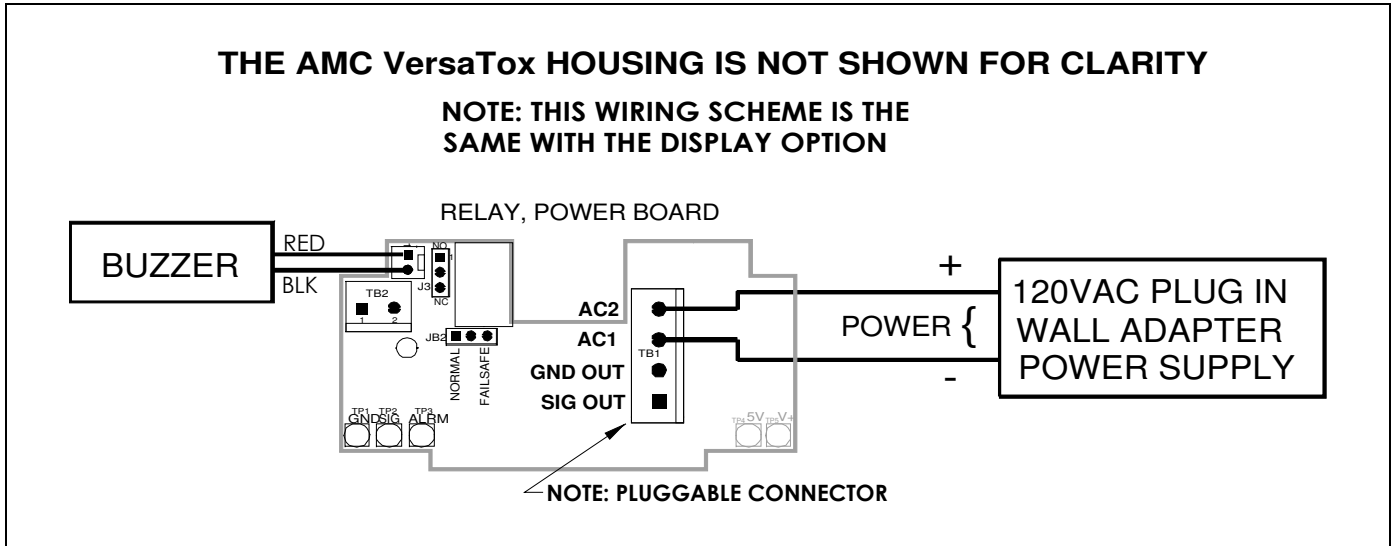 THE AMC VersaTox HOUSING IS NOT SHOWN FOR CLARITY
NOTE: THIS WIRING SCHEME IS THE
SAME WITH THE DISPLAY OPTION
RELAY, POWER BOARD
BUZZER
RED
BLK
NO
1
J3
NC
TB2
1 2
JB2
NORMAL
FAILSAFE
TP1 TP2 TP3
GND SIG ALRM
AC2
AC1
TB1
GND OUT
SIG OUT
TP4 5V TP5 V+
+
POWER {
-
120VAC PLUG IN
WALL ADAPTER
POWER SUPPLY
NOTE: PLUGGABLE CONNECTOR